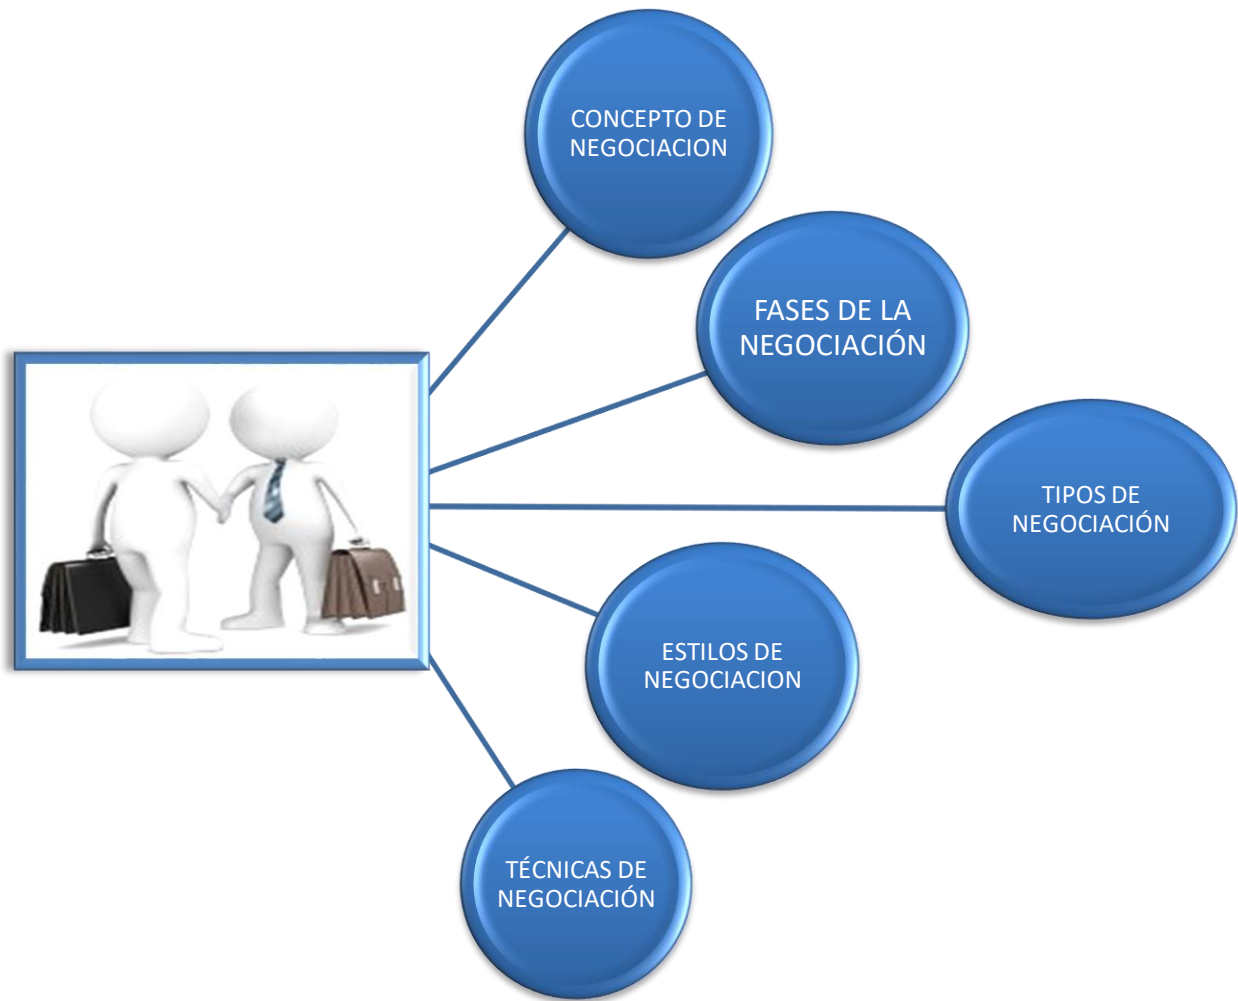 CONCEPTO DE
NEGOCIACION
FASES DE LA
NEGOCIACIÓN
TIPOS DE
NEGOCIACIÓN
ESTILOS DE
NEGOCIACION
TÉCNICAS DE
NEGOCIACIÓN